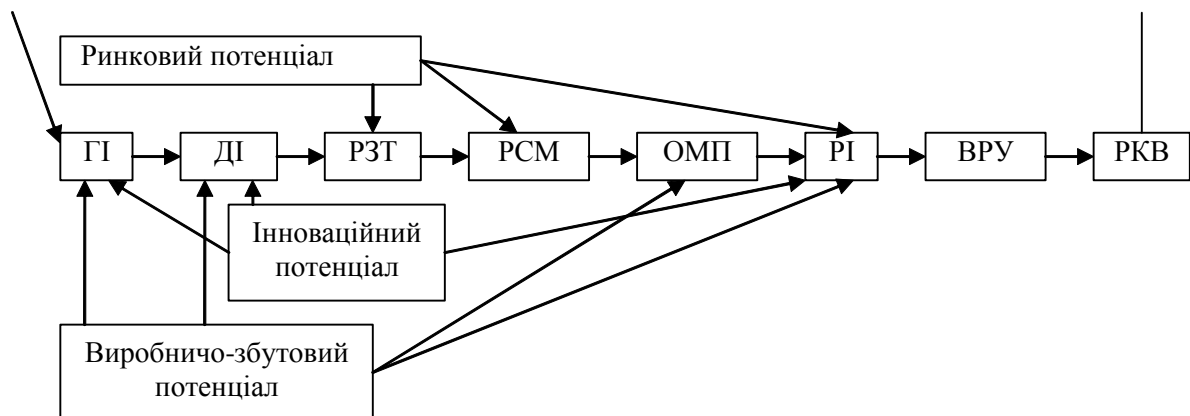 Ринковий потенціал
ГІ
ДІ
РЗТ
РСМ
ОМП
РІ
ВРУ
РКВ
Інноваційний
потенціал
Виробничо-збутовий
потенціал